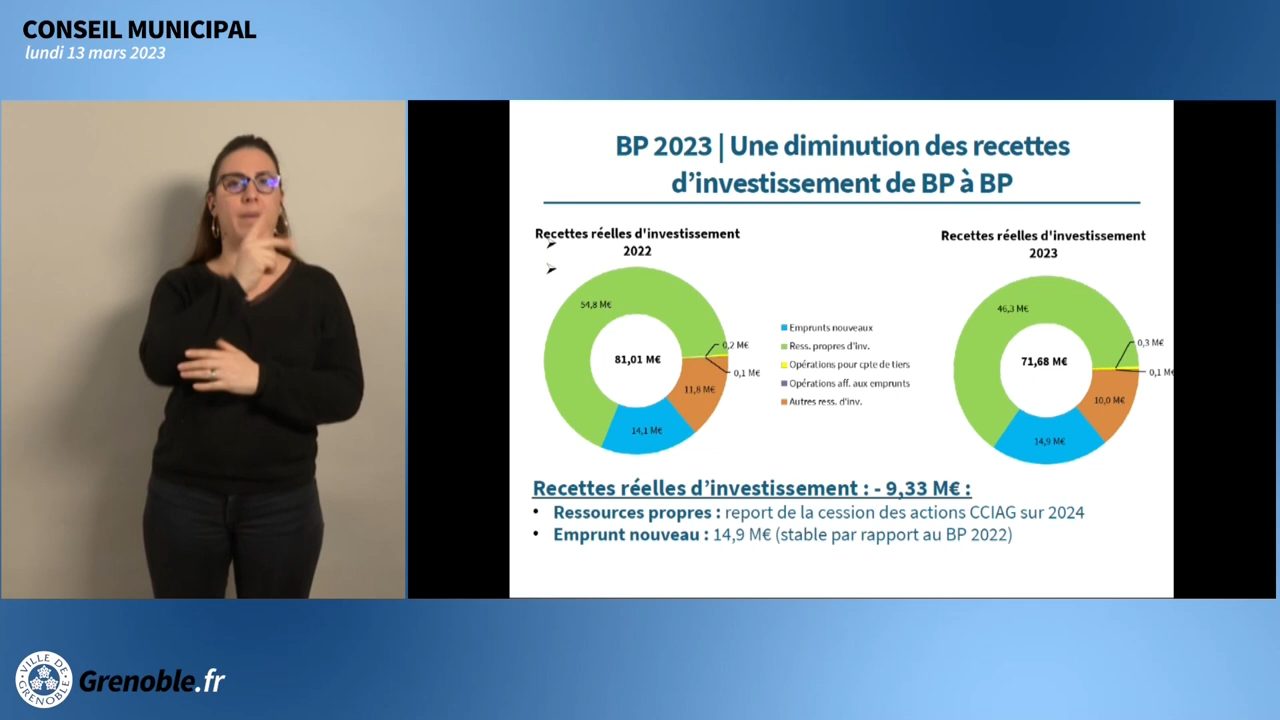 CONSEIL MUNICIPAL
lundi 13 mars 2023
BP 2023 | Une diminution des recettes
d'investissement de BP à BP
Recettes réelles d'investissement
2022
54,8 M€
0,2 M€
0,1 M€
81,01 M€
11,8 M€
14,1 M€
Emprunts nouveaux
Ress. propres d'inv.
Opérations pour cpte de tiers
Opérations aff. aux emprunts
Autres ress. d'inv.
Recettes réelles d'investissement
2023
46,3 M€
0,3 M€
0,1 M€
71,68 M€
10,0 M€
14,9 M€
Recettes réelles d'investissement : - 9,33 M€ :
• Ressources propres : report de la cession des actions CCIAG sur 2024
• Emprunt nouveau : 14,9 M€ (stable par rapport au BP 2022)
VILLE DE
GRENOBLE
Grenoble.fr